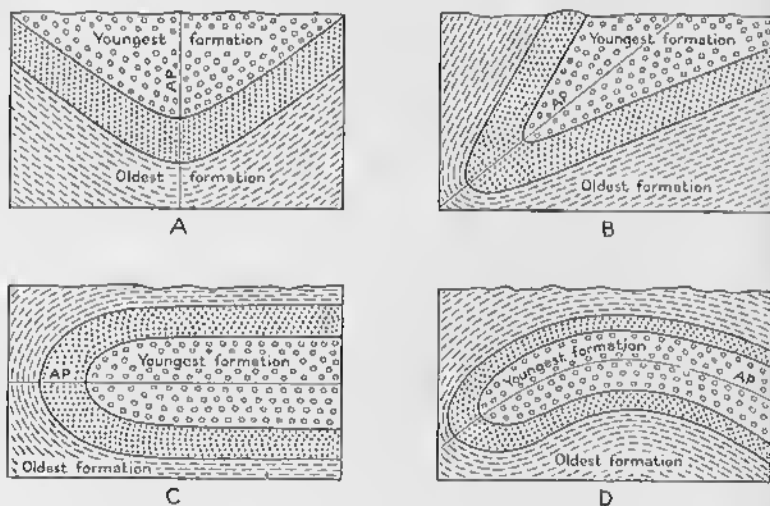 Youngest formation
AP
Oldest formation
A
Youngest formation
AP
Oldest formation
B
AP
Youngest formation
Oldest formation
C
Youngest formation
AP
Oldest formation
D